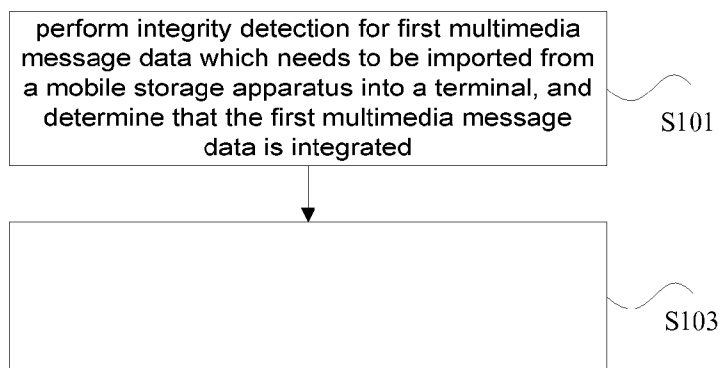 perform integrity detection for first multimedia
message data which needs to be imported from
a mobile storage apparatus into a terminal, and
determine that the first multimedia message
data is integrated
S101
S103